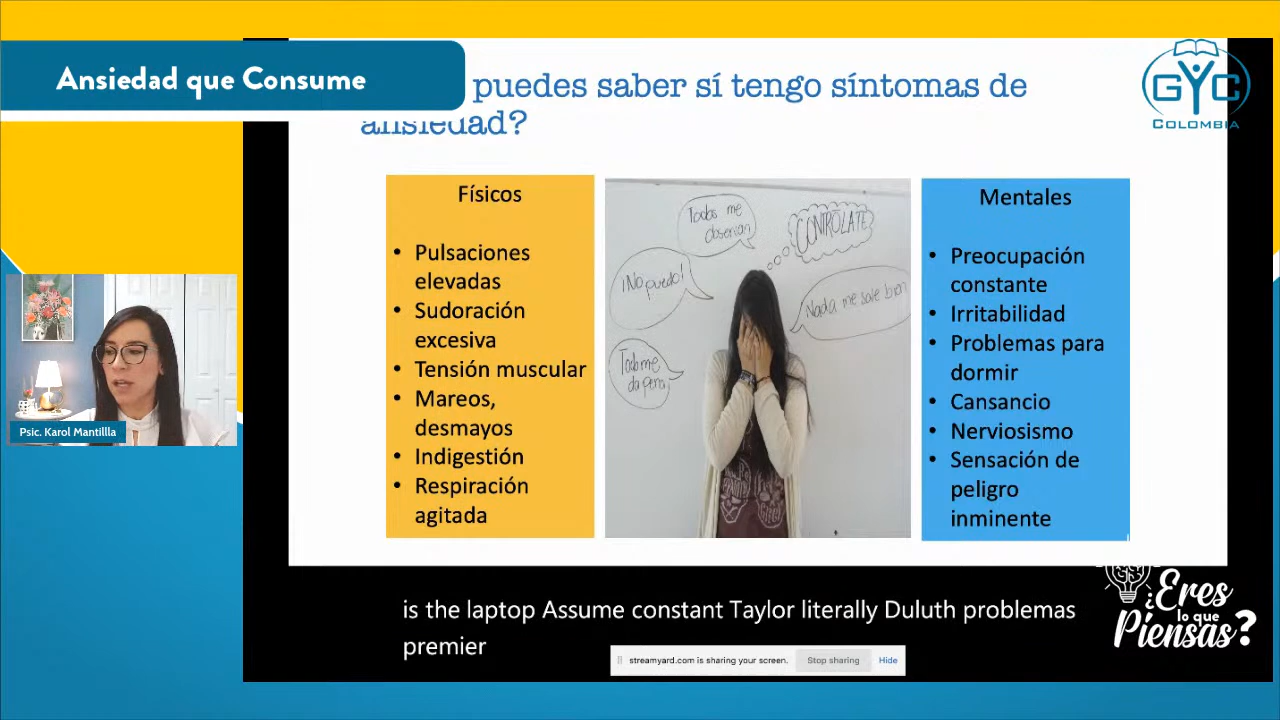 Ansiedad que Consume
puedes saber sí tengo síntomas de
ansiedad?
GYC
COLOMBIA
Físicos
• Pulsaciones
elevadas
• Sudoración
excesiva
• Tensión muscular
• Mareos,
desmayos
• Indigestión
• Respiración
agitada
Todos me
observan
CONTROLATE
¡No puedo!
Nada me sale bien
Todo me
da pena
Mentales
• Preocupación
constante
• Irritabilidad
• Problemas para
dormir
• Cansancio
• Nerviosismo
• Sensación de
peligro
inminente
Psic. Karol Mantillla
is the laptop Assume constant Taylor literally Duluth problemas
premier
streamyard.com is sharing your screen.
Stop sharing
Hide
¿Eres
lo que
Piensas?